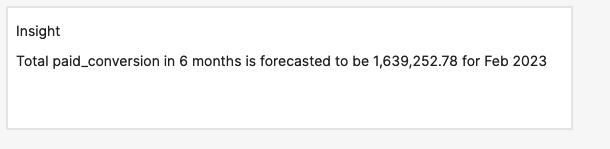 Insight
Total paid_conversion in 6 months is forecasted to be 1,639,252.78 for Feb 2023